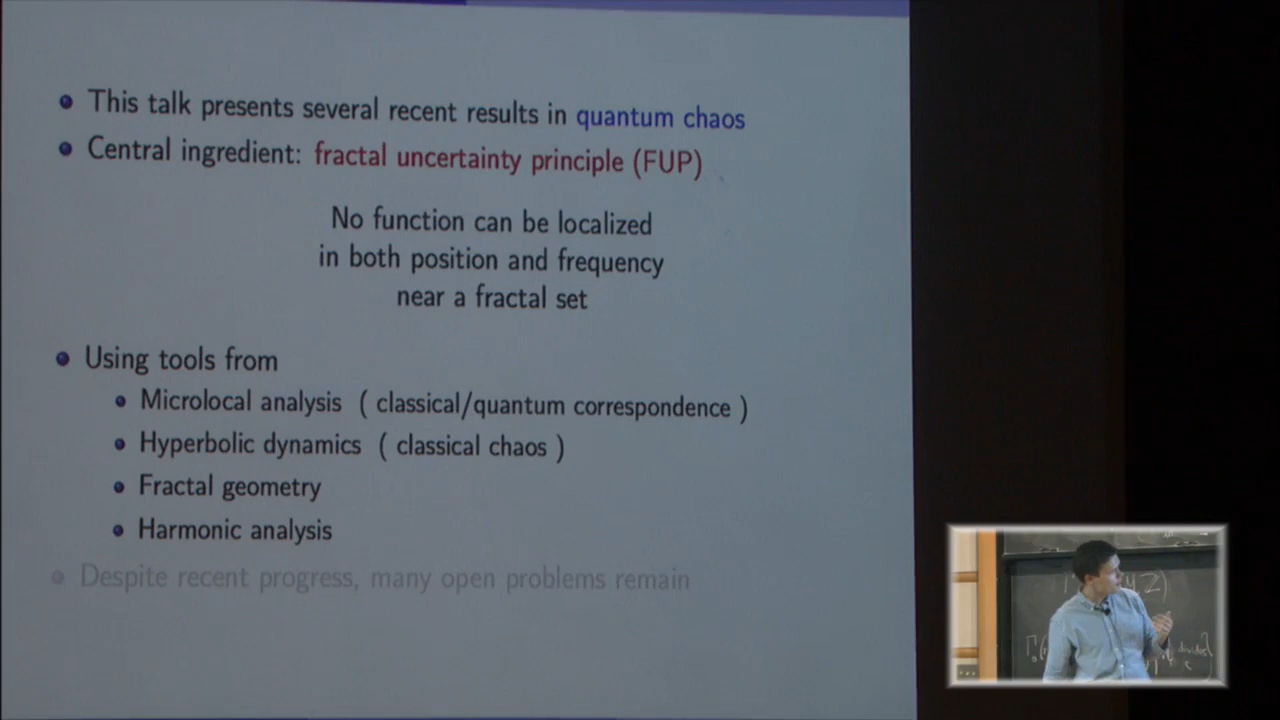 This talk presents several recent results in quantum chaos
Central ingredient: fractal uncertainty principle (FUP)
No function can be localized
in both position and frequency
near a fractal set
Using tools from
Microlocal analysis ( classical/quantum correspondence )
Hyperbolic dynamics ( classical chaos )
Fractal geometry
Harmonic analysis
Despite recent progress, many open problems remain